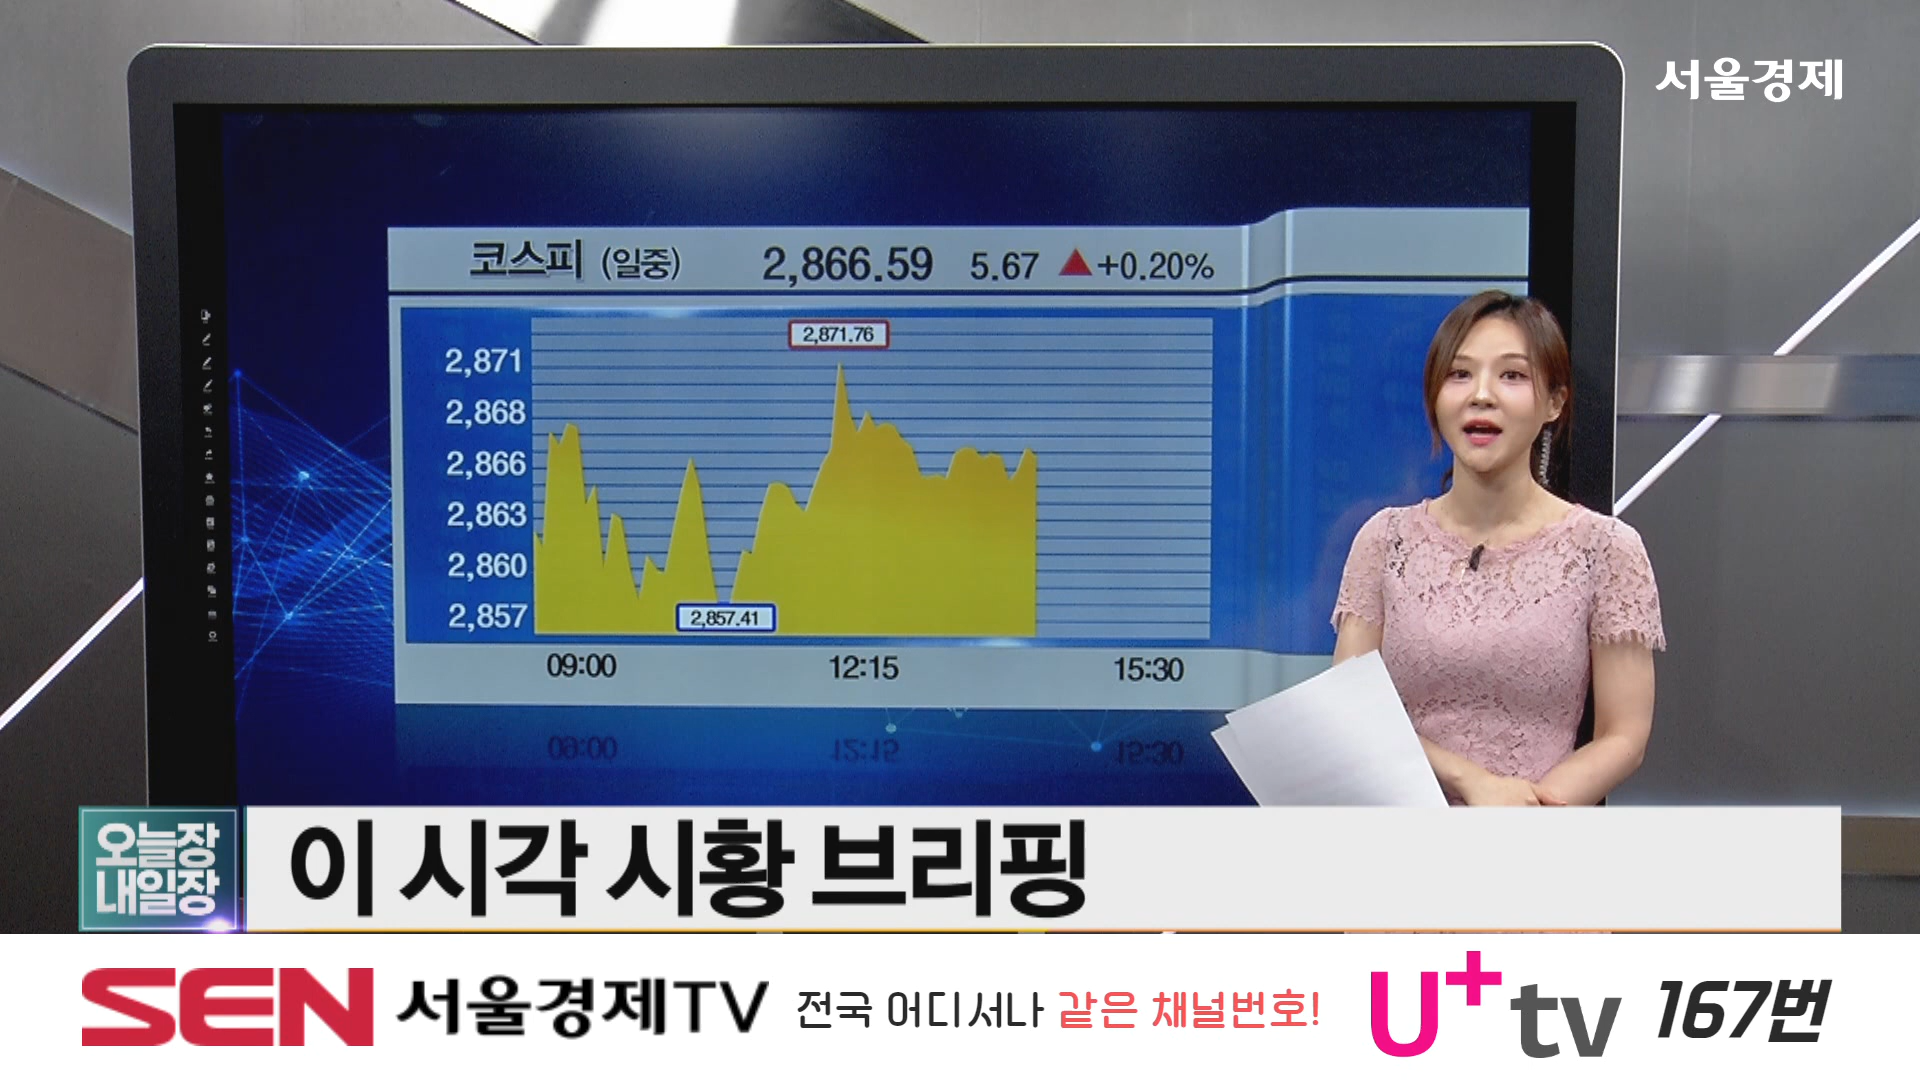 서울경제
코스피 (일중) 2,866.59 5.67 ▲+0.20%
2,871.76
2,871
2,868
2,866
2,863
2,860
2,857
2,857.41
09:00 12:15 15:30
오늘장
내일장
이 시각 시황 브리핑
SEN 서울경제TV 전국 어디서나 같은 채널번호! U+tv 167번